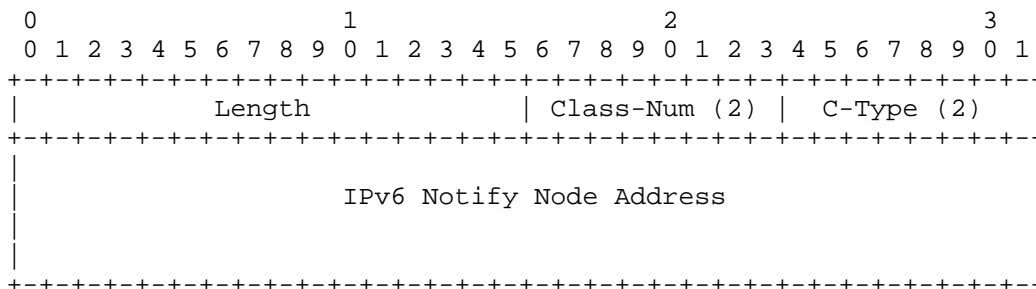 0                   1                   2                   3
 0 1 2 3 4 5 6 7 8 9 0 1 2 3 4 5 6 7 8 9 0 1 2 3 4 5 6 7 8 9 0 1
+-+-+-+-+-+-+-+-+-+-+-+-+-+-+-+-+-+-+-+-+-+-+-+-+-+-+-+-+-+-+-+-
|            Length             | Class-Num (2) |  C-Type (2)
+-+-+-+-+-+-+-+-+-+-+-+-+-+-+-+-+-+-+-+-+-+-+-+-+-+-+-+-+-+-+-+-
|
|                    IPv6 Notify Node Address
|
|
+-+-+-+-+-+-+-+-+-+-+-+-+-+-+-+-+-+-+-+-+-+-+-+-+-+-+-+-+-+-+-+-